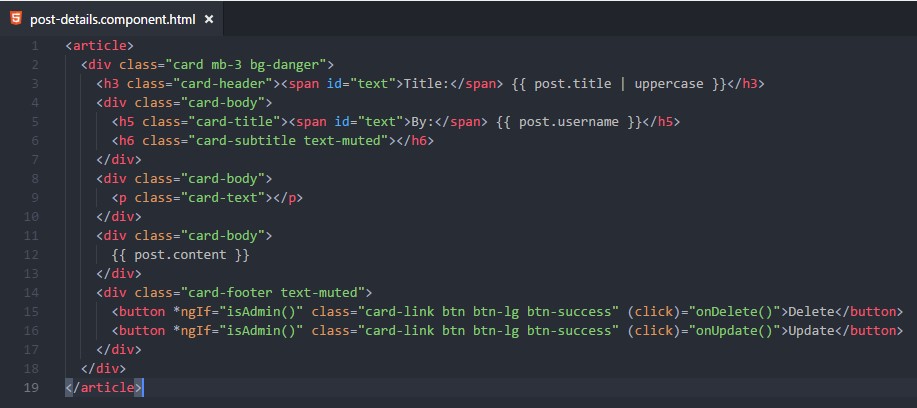 post-details.component.html ×
1 <article>
2   <div class="card mb-3 bg-danger">
3     <h3 class="card-header"><span id="text">Title:</span> {{ post.title | uppercase }}</h3>
4     <div class="card-body">
5       <h5 class="card-title"><span id="text">By:</span> {{ post.username }}</h5>
6       <h6 class="card-subtitle text-muted"></h6>
7     </div>
8     <div class="card-body">
9       <p class="card-text"></p>
10     </div>
11     <div class="card-body">
12       {{ post.content }}
13     </div>
14     <div class="card-footer text-muted">
15       <button *ngIf="isAdmin()" class="card-link btn btn-lg btn-success" (click)="onDelete()">Delete</button>
16       <button *ngIf="isAdmin()" class="card-link btn btn-lg btn-success" (click)="onUpdate()">Update</button>
17     </div>
18   </div>
19 </article>